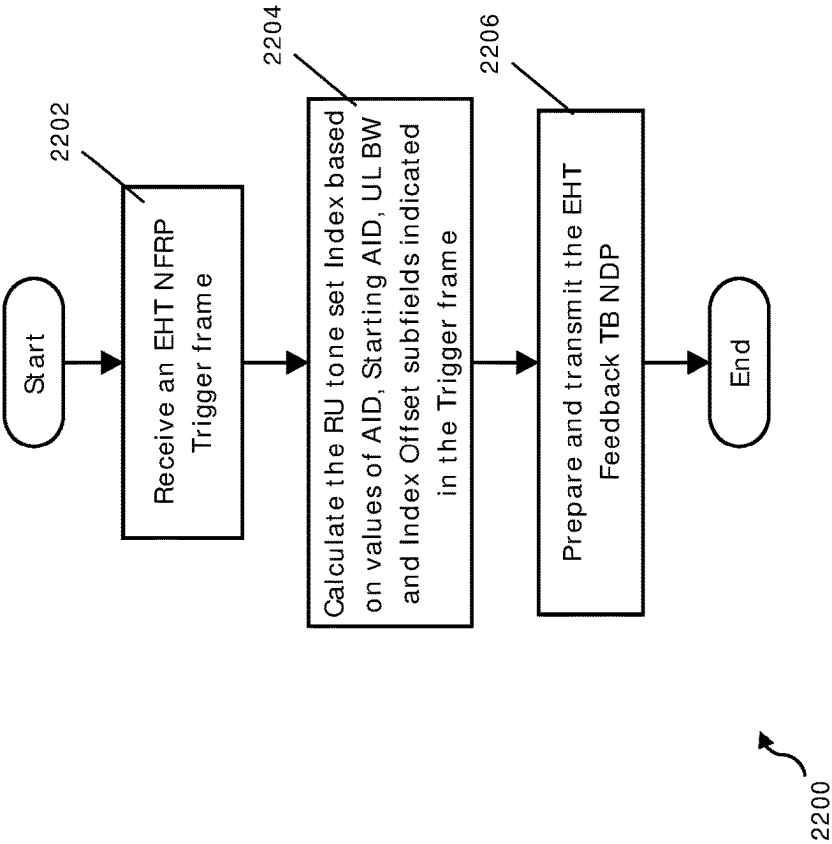 Start
2202
Receive an EHT NFRP
Trigger frame
2204
Calculate the RU tone set Index based
on values of AID, Starting AID, UL BW
and Index Offset subfields indicated
in the Trigger frame
2206
Prepare and transmit the EHT
Feedback TB NDP
End
2200